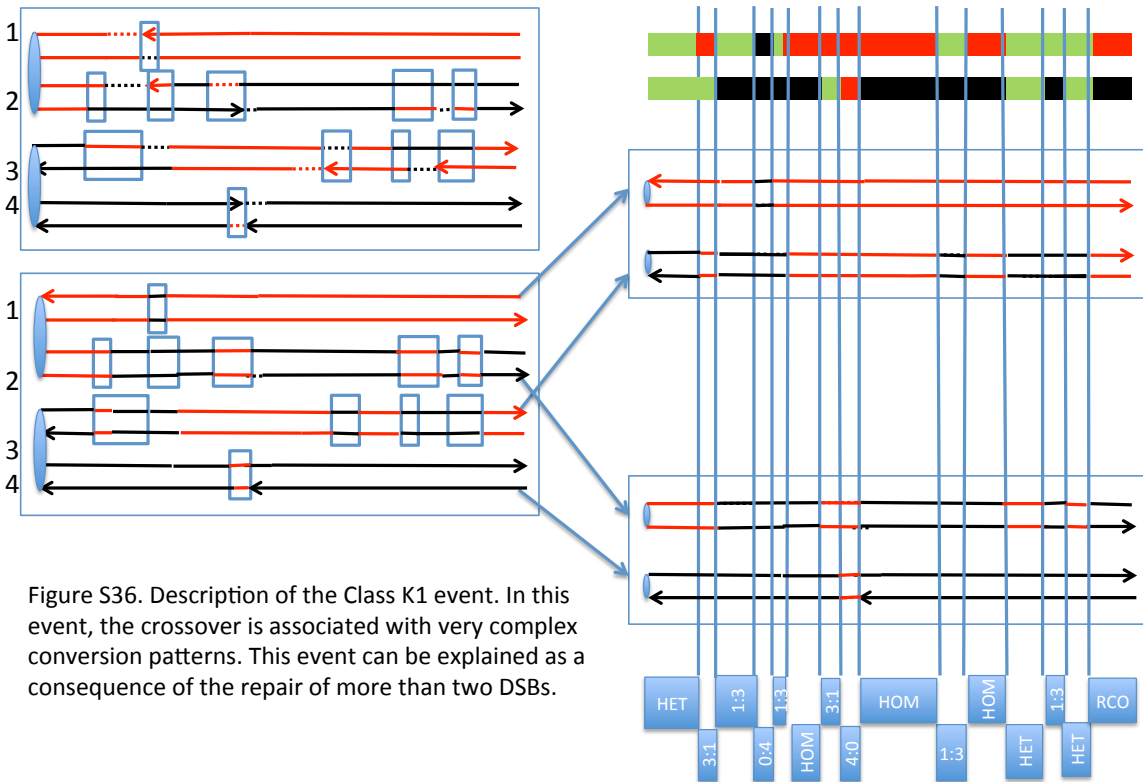 1
2
3
4
1
2
3
4
Figure S36. Description of the Class K1 event. In this
event, the crossover is associated with very complex
conversion patterns. This event can be explained as a
consequence of the repair of more than two DSBs.
HET
3:1
1:3
0:4
1:3
HOM
3:1
4:0
HOM
1:3
HOM
HET
1:3
HET
RCO